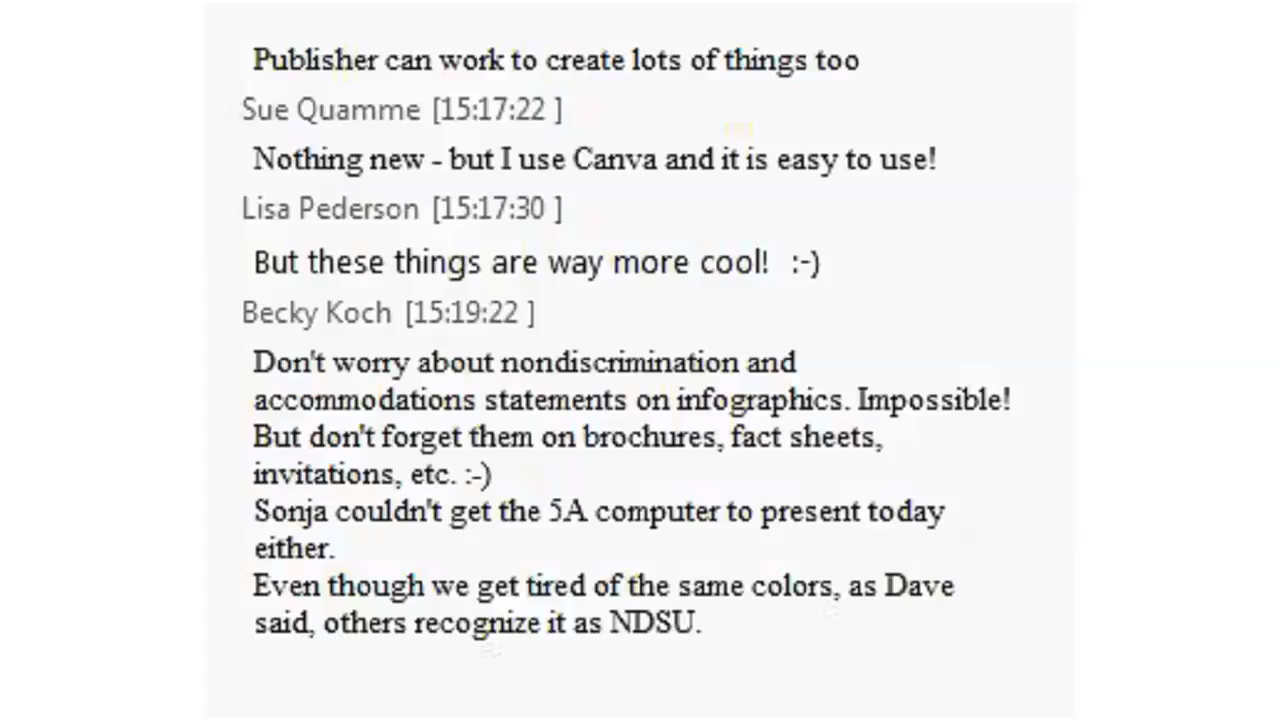 Publisher can work to create lots of things too
Sue Quamme [15:17:22 ]
Nothing new - but I use Canva and it is easy to use!
Lisa Pederson [15:17:30 ]
But these things are way more cool! :-)
Becky Koch [15:19:22 ]
Don't worry about nondiscrimination and
accommodations statements on infographics. Impossible!
But don't forget them on brochures, fact sheets,
invitations, etc. :-)
Sonja couldn't get the 5A computer to present today
either.
Even though we get tired of the same colors, as Dave
said, others recognize it as NDSU.